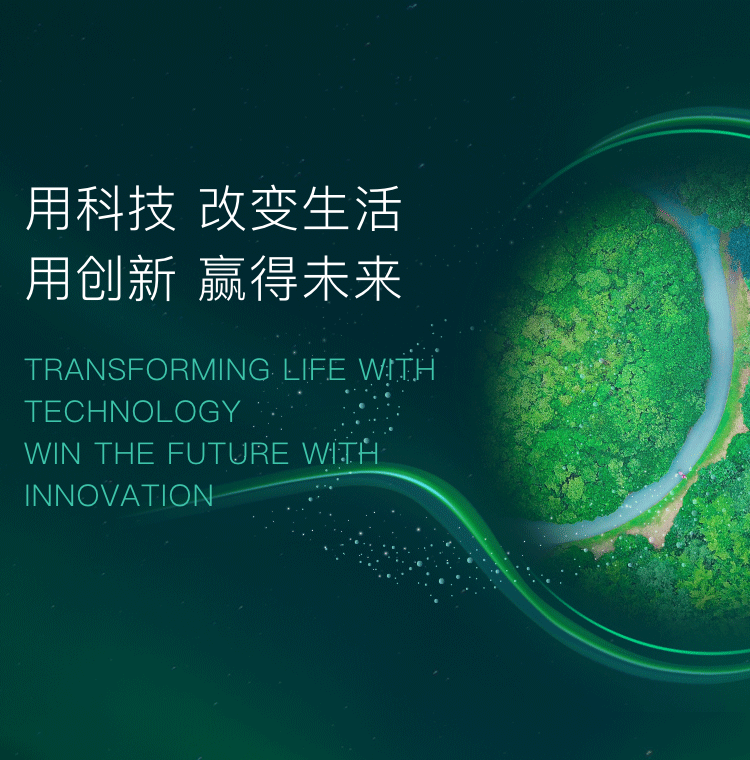 用科技 改变生活
用创新 赢得未来
TRANSFORMING LIFE WITH
TECHNOLOGY
WIN THE FUTURE WITH
INNOVATION